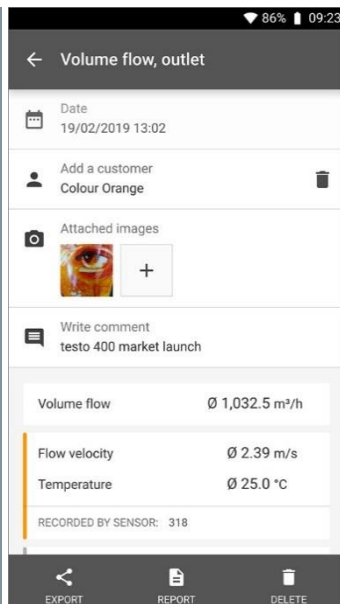 86% 09:23
Volume flow, outlet
Date
19/02/2019 13:02
Add a customer
Colour Orange
Attached images
+
Write comment
testo 400 market launch
Volume flow Ø 1,032.5 m³/h
Flow velocity Ø 2.39 m/s
Temperature Ø 25.0 °C
RECORDED BY SENSOR: 318
EXPORT REPORT DELETE